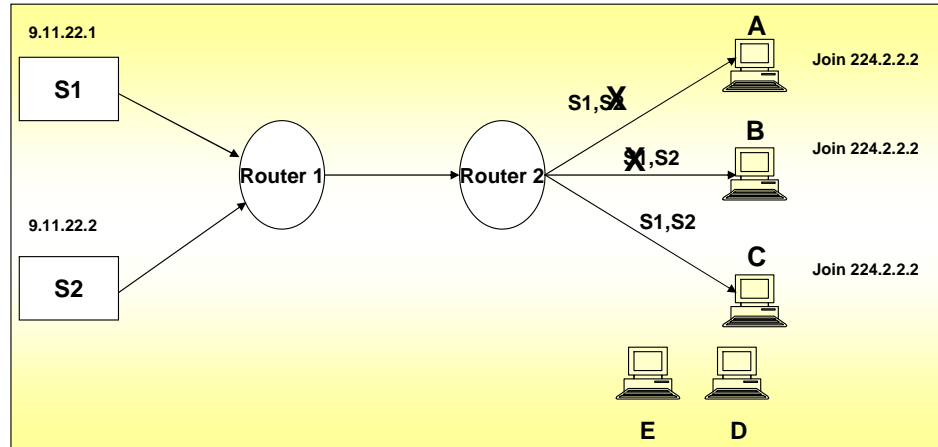 9.11.22.1
S1
9.11.22.2
S2
Router 1
Router 2
S1,S2
S1,S2
S1,S2
A
Join 224.2.2.2
B
Join 224.2.2.2
C
Join 224.2.2.2
E
D